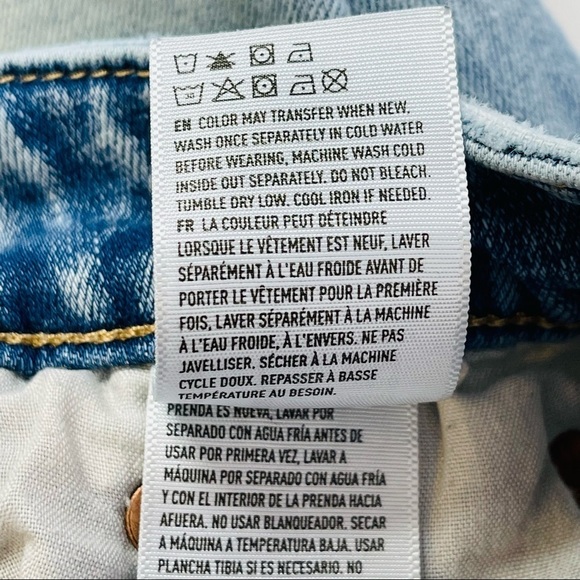 EN COLOR MAY TRANSFER WHEN NEW,
WASH ONCE SEPARATELY IN COLD WATER
BEFORE WEARING, MACHINE WASH COLD
INSIDE OUT SEPARATELY. DO NOT BLEACH.
TUMBLE DRY LOW. COOL IRON IF NEEDED.
FR LA COULEUR PEUT DÉTEINDRE
LORSQUE LE VÊTEMENT EST NEUF, LAVER
SÉPARÉMENT À L'EAU FROIDE AVANT DE
PORTER LE VÊTEMENT POUR LA PREMIÈRE
FOIS, LAVER SÉPARÉMENT À LA MACHINE
À L'EAU FROIDE, À L'ENVERS. NE PAS
JAVELLISER. SÉCHER À LA MACHINE
CYCLE DOUX. REPASSER À BASSE
TEMPÉRATURE AU BESOIN.
PRENDA ES NUEVA, LAVAR POR
SEPARADO CON AGUA FRÍA ANTES DE
USAR POR PRIMERA VEZ, LAVAR A
MÁQUINA POR SEPARADO CON AGUA FRÍA
Y CON EL INTERIOR DE LA PRENDA HACIA
AFUERA. NO USAR BLANQUEADOR. SECAR
A MÁQUINA A TEMPERATURA BAJA. USAR
PLANCHA TIBIA SI ES NECESARIO. NO